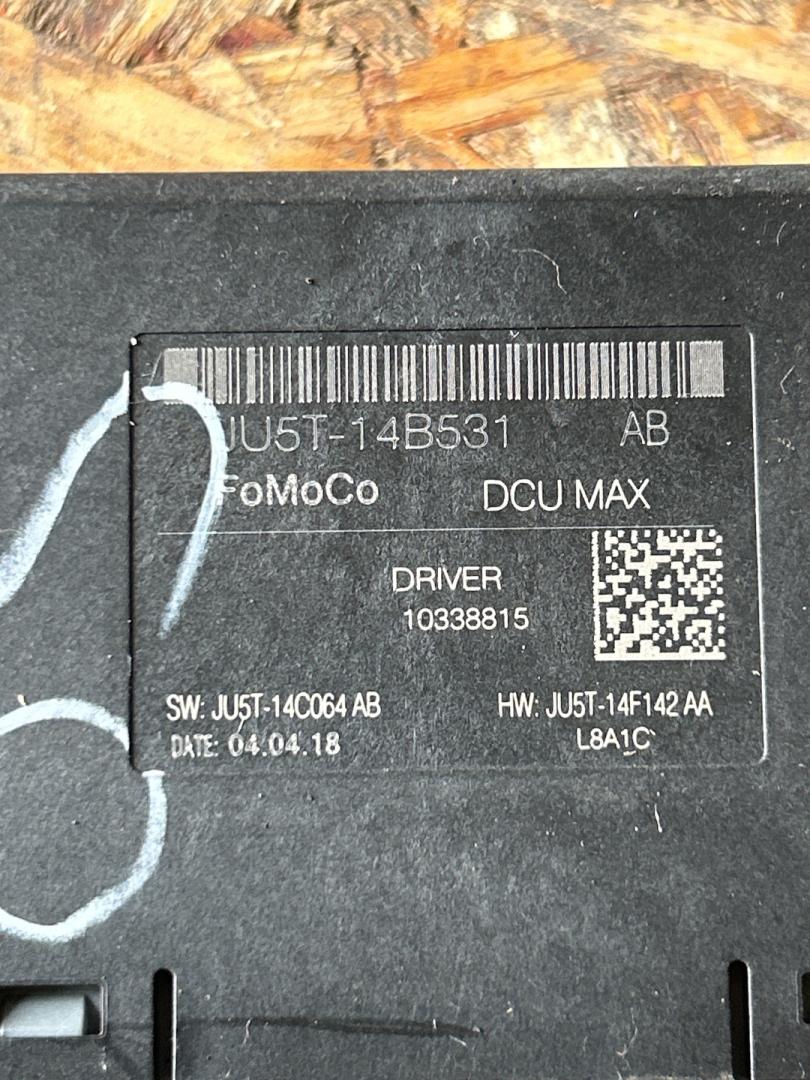 JU5T-14B531 AB
FoMoCo DCU MAX
DRIVER
10338815
SW: JU5T-14C064 AB HW: JU5T-14F142 AA
DATE: 04.04.18 L8A1C